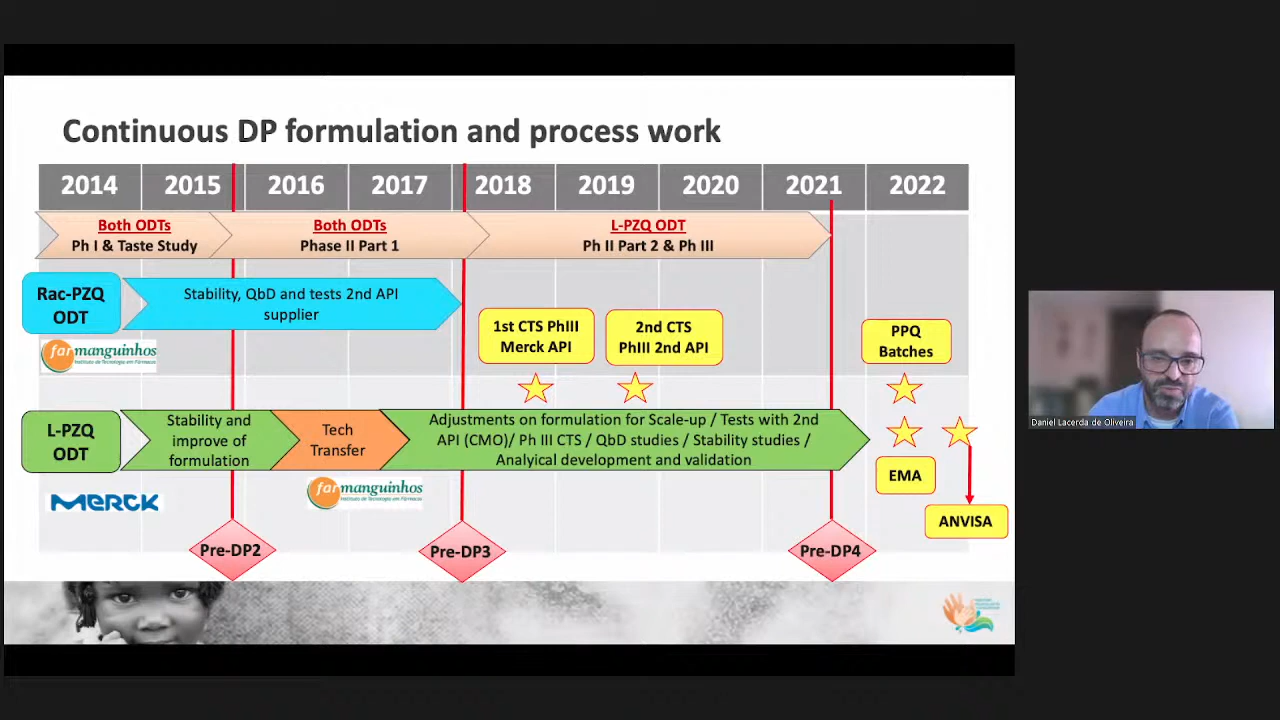 Continuous DP formulation and process work
2014 2015 2016 2017 2018 2019 2020 2021 2022
Both ODTs
Ph I & Taste Study
Both ODTs
Phase II Part 1
L-PZQ ODT
Ph II Part 2 & Ph III
Rac-PZQ
ODT
Stability, QbD and tests 2nd API
supplier
1st CTS PhIII
Merck API
2nd CTS
PhIII 2nd API
PPQ
Batches
farmanguinhos
Instituto de Tecnologia em Fármacos
L-PZQ
ODT
Stability and
improve of
formulation
Tech
Transfer
Adjustments on formulation for Scale-up / Tests with 2nd
API (CMO)/ Ph III CTS / QbD studies / Stability studies /
Analyical development and validation
EMA
MERCK
farmanguinhos
Instituto de Tecnologia em Fármacos
ANVISA
Pre-DP2
Pre-DP3
Pre-DP4
Daniel Lacerda de Oliveira